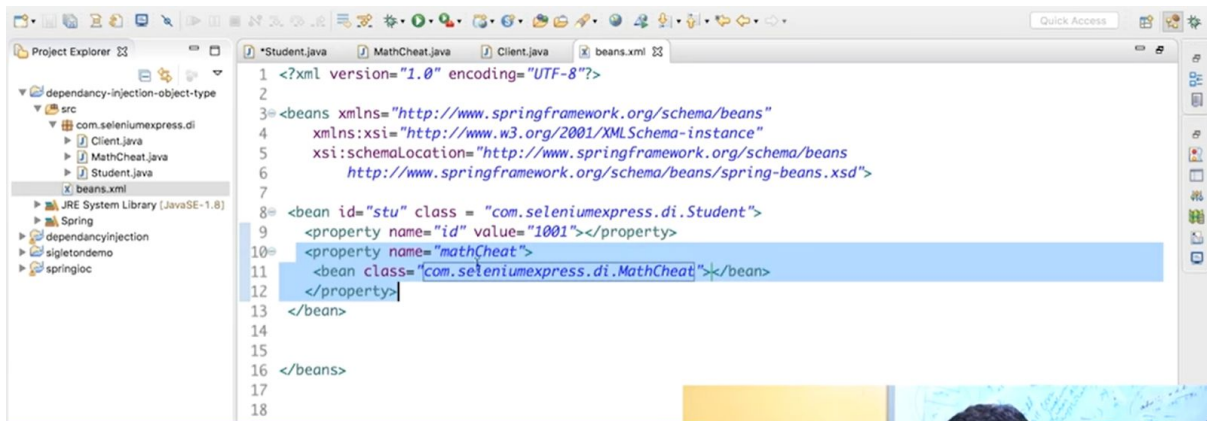 Quick Access
Project Explorer
*Student.java
MathCheat.java
Client.java
beans.xml
dependancy-injection-object-type
src
com.seleniumexpress.di
Client.java
MathCheat.java
Student.java
beans.xml
JRE System Library [JavaSE-1.8]
Spring
dependancyinjection
sigletondemo
springioc
1 <?xml version="1.0" encoding="UTF-8"?>
2
3 <beans xmlns="http://www.springframework.org/schema/beans"
4 xmlns:xsi="http://www.w3.org/2001/XMLSchema-instance"
5 xsi:schemaLocation="http://www.springframework.org/schema/beans
6 http://www.springframework.org/schema/beans/spring-beans.xsd">
7
8 <bean id="stu" class = "com.seleniumexpress.di.Student">
9 <property name="id" value="1001"></property>
10 <property name="mathCheat">
11 <bean class="com.seleniumexpress.di.MathCheat"></bean>
12 </property>
13 </bean>
14
15
16 </beans>
17
18